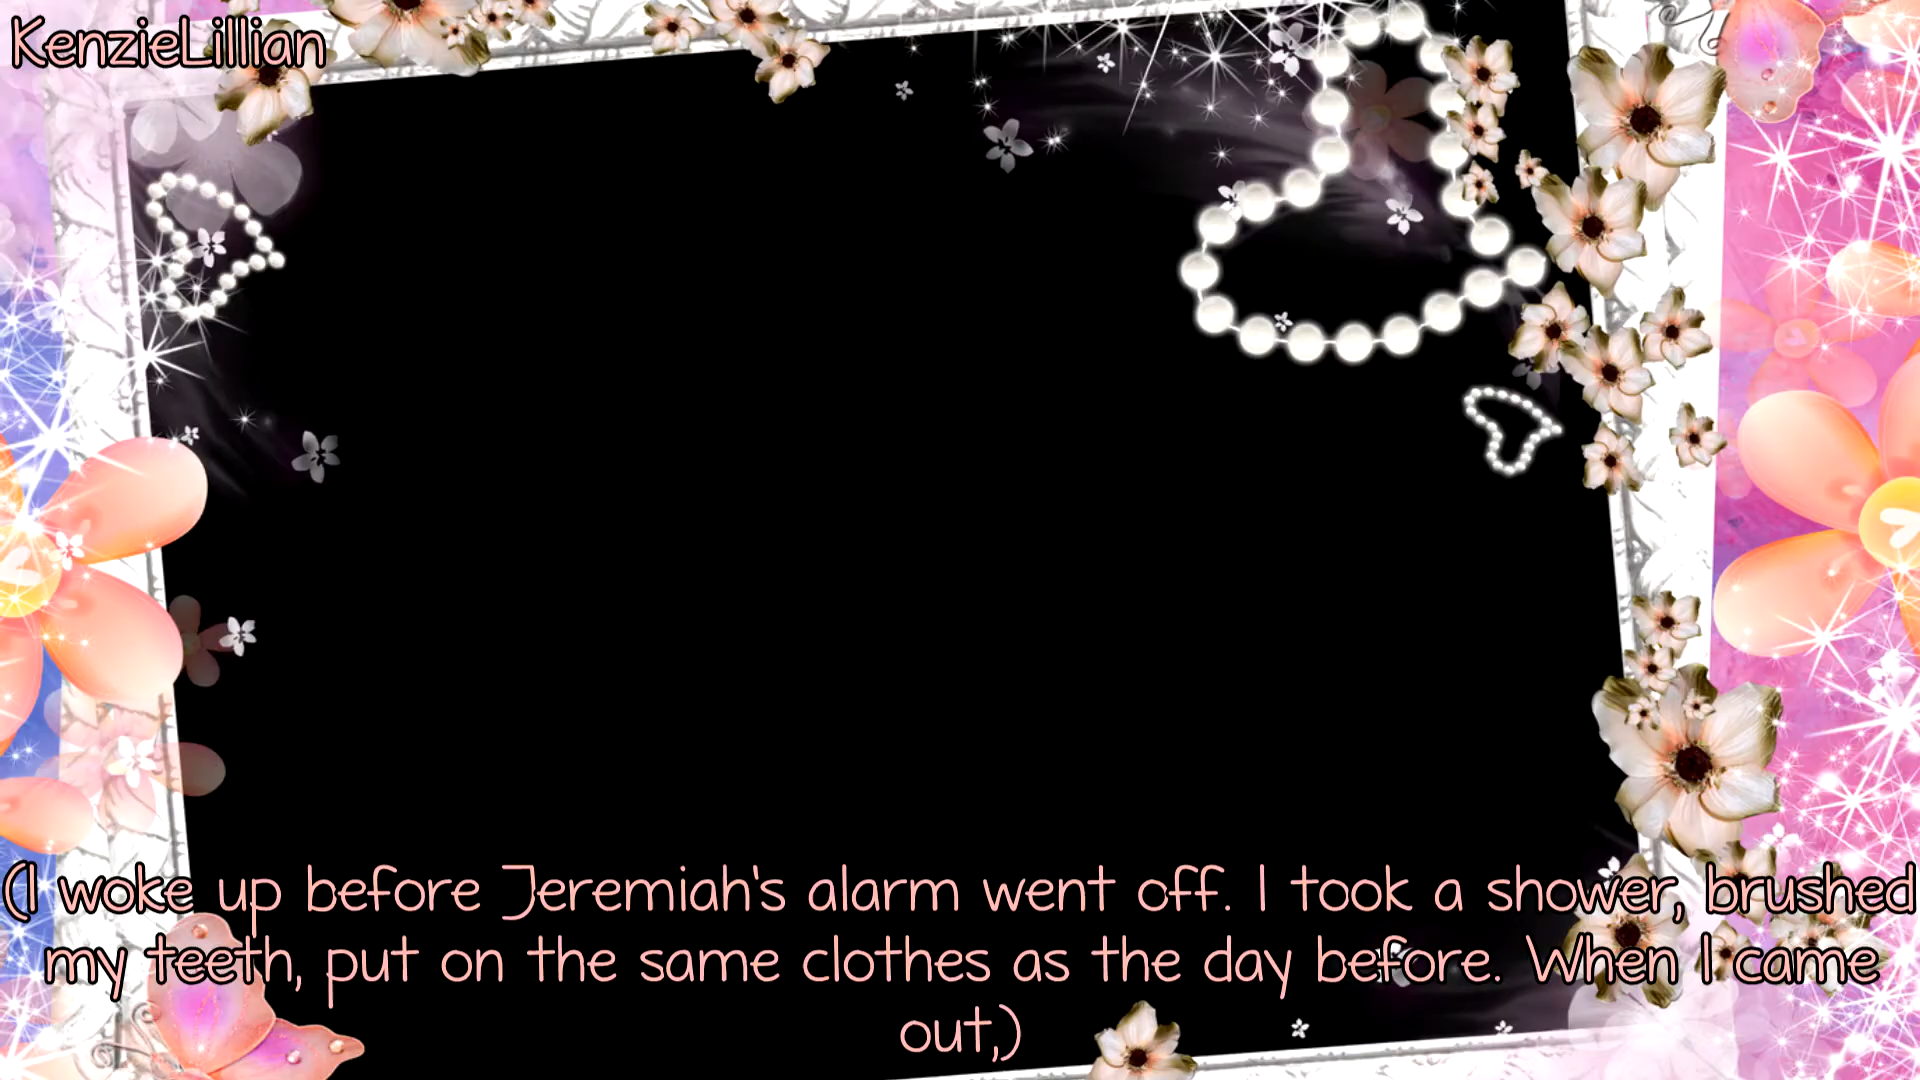 KenzieLillian
(I woke up before Jeremiah's alarm went off. I took a shower, brushed
my teeth, put on the same clothes as the day before. When I came
out,)